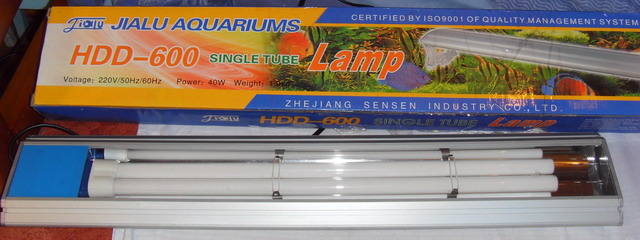 Jialu JIALU AQUARIUMS
CERTIFIED BY ISO9001 OF QUALITY MANAGEMENT SYSTEM
HDD-600 SINGLE TUBE Lamp
Voltage: 220V/50Hz/60Hz Power: 40W Weight:
ZHEJIANG SENSEN INDUSTRY CO., LTD.
Jialu HDD-600 SINGLE TUBE Lamp